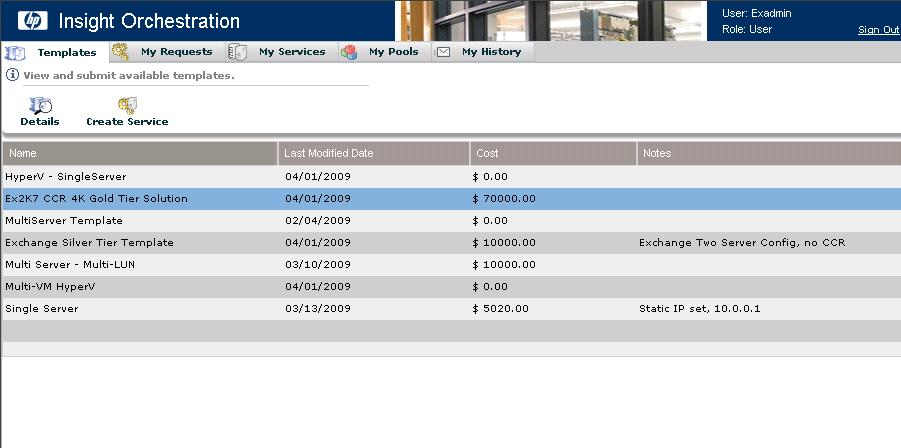 hp Insight Orchestration
User: Exadmin
Role: User
Sign Out
Templates My Requests My Services My Pools My History
View and submit available templates.
Details Create Service
Name Last Modified Date Cost Notes
HyperV - SingleServer 04/01/2009 $ 0.00
Ex2K7 CCR 4K Gold Tier Solution 04/01/2009 $ 70000.00
MultiServer Template 02/04/2009 $ 0.00
Exchange Silver Tier Template 04/01/2009 $ 10000.00 Exchange Two Server Config, no CCR
Multi Server - Multi-LUN 03/10/2009 $ 10000.00
Multi-VM HyperV 04/01/2009 $ 0.00
Single Server 03/13/2009 $ 5020.00 Static IP set, 10.0.0.1